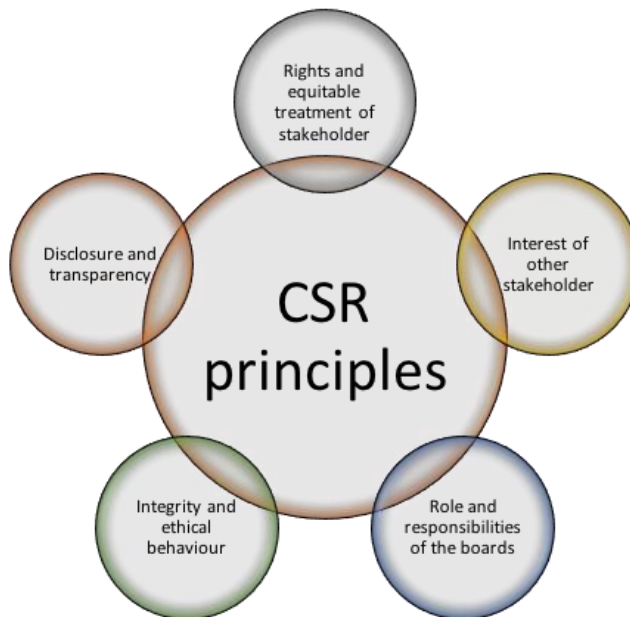 Rights and
equitable
treatment of
stakeholder
Disclosure and
transparency
Interest of
other
stakeholder
CSR
principles
Integrity and
ethical
behaviour
Role and
responsibilities
of the boards